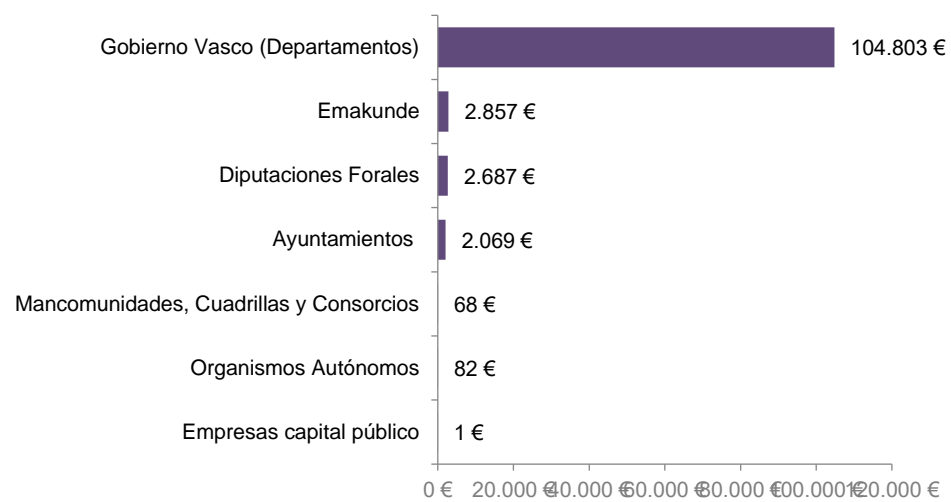 Gobierno Vasco (Departamentos) 104.803 €
Emakunde 2.857 €
Diputaciones Forales 2.687 €
Ayuntamientos 2.069 €
Mancomunidades, Cuadrillas y Consorcios 68 €
Organismos Autónomos 82 €
Empresas capital público 1 €
0 € 20.000 € 40.000 € 60.000 € 80.000 € 100.000 € 120.000 €